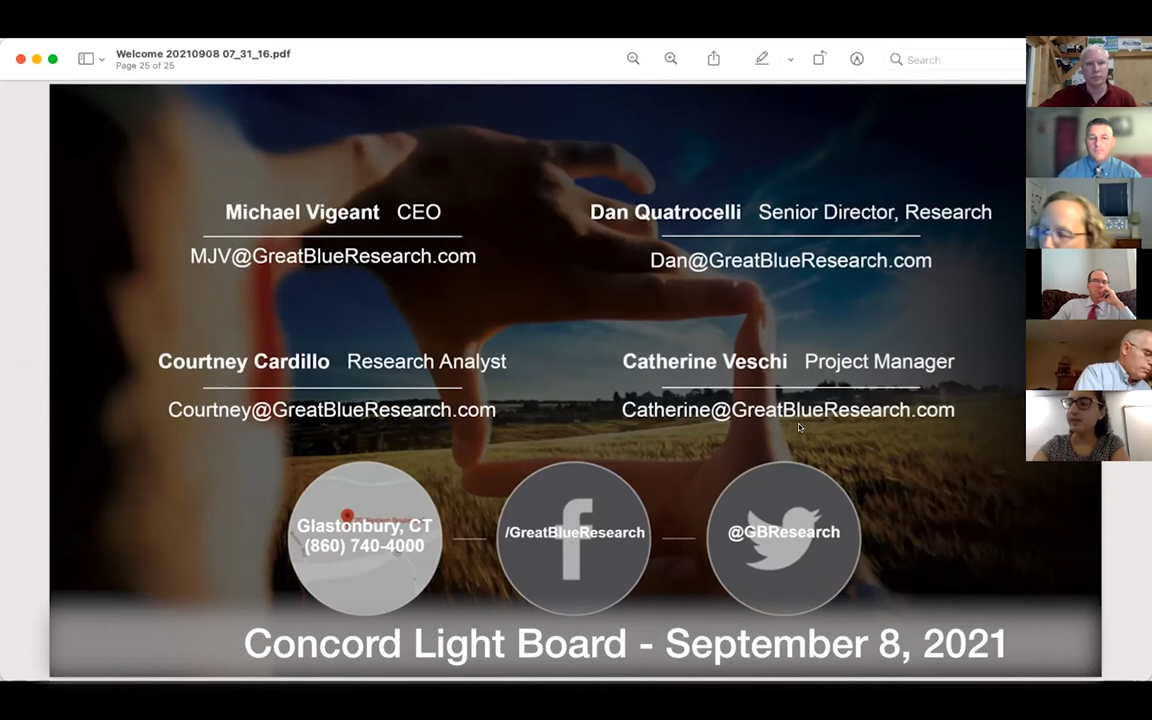 Welcome 20210908 07_31_16.pdf
Page 25 of 25
Search
Michael Vigeant CEO
MJV@GreatBlueResearch.com
Dan Quatrocelli Senior Director, Research
Dan@GreatBlueResearch.com
Courtney Cardillo Research Analyst
Courtney@GreatBlueResearch.com
Catherine Veschi Project Manager
Catherine@GreatBlueResearch.com
Glastonbury, CT
(860) 740-4000
/GreatBlueResearch
@GBResearch
Concord Light Board - September 8, 2021